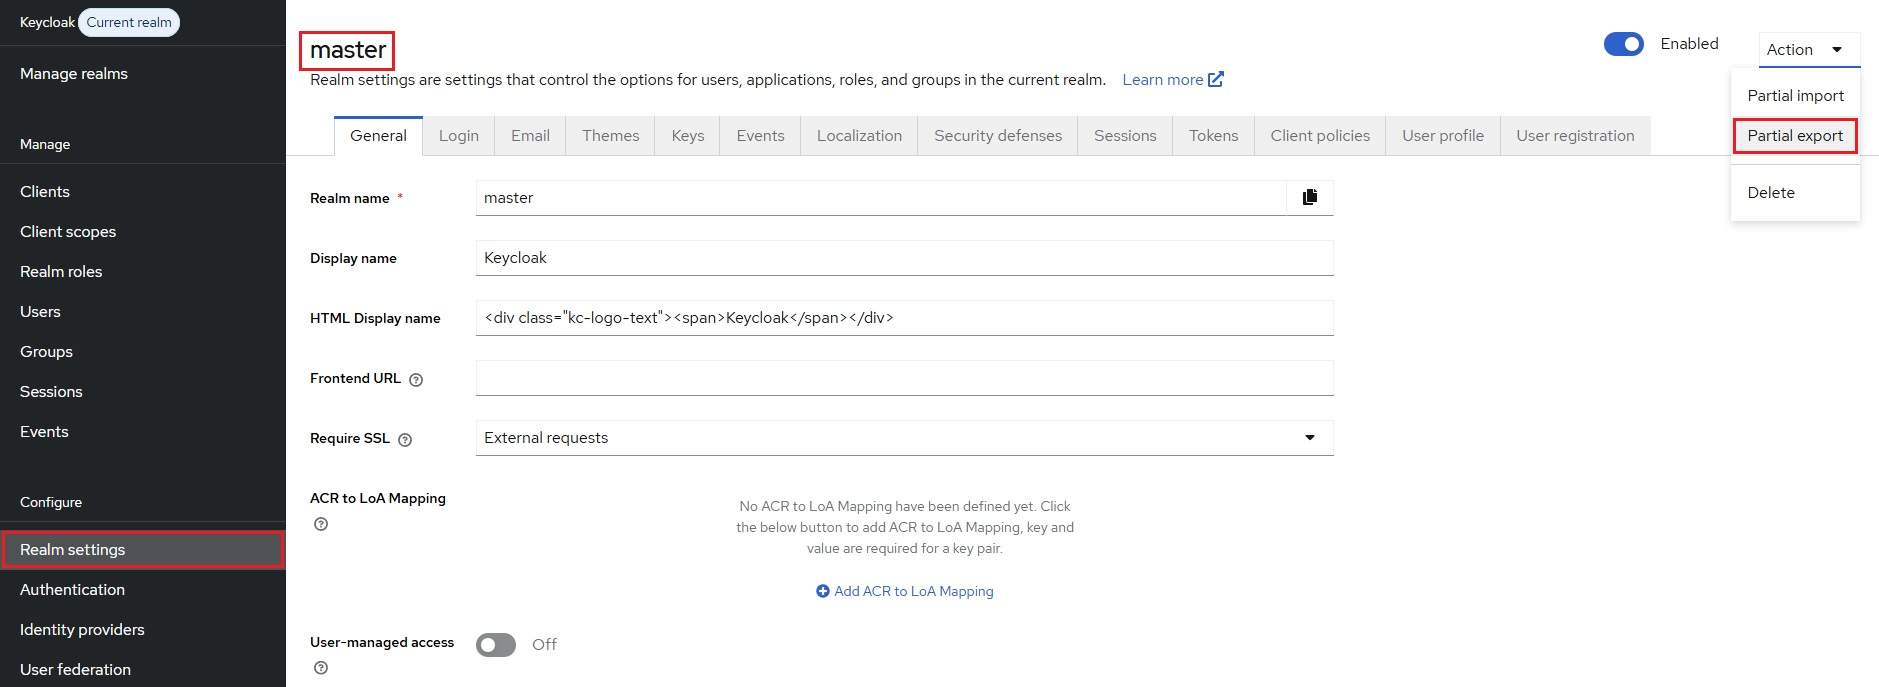 Keycloak Current realm
Manage realms
Manage
Clients
Client scopes
Realm roles
Users
Groups
Sessions
Events
Configure
Realm settings
Authentication
Identity providers
User federation
master
Enabled
Action
Realm settings are settings that control the options for users, applications, roles, and groups in the current realm. Learn more
Partial import
Partial export
Delete
General Login Email Themes Keys Events Localization Security defenses Sessions Tokens Client policies User profile User registration
Realm name * master
Display name Keycloak
HTML Display name <div class="kc-logo-text"><span>Keycloak</span></div>
Frontend URL
Require SSL External requests
ACR to LoA Mapping
No ACR to LoA Mapping have been defined yet. Click
the below button to add ACR to LoA Mapping, key and
value are required for a key pair.
Add ACR to LoA Mapping
User-managed access Off